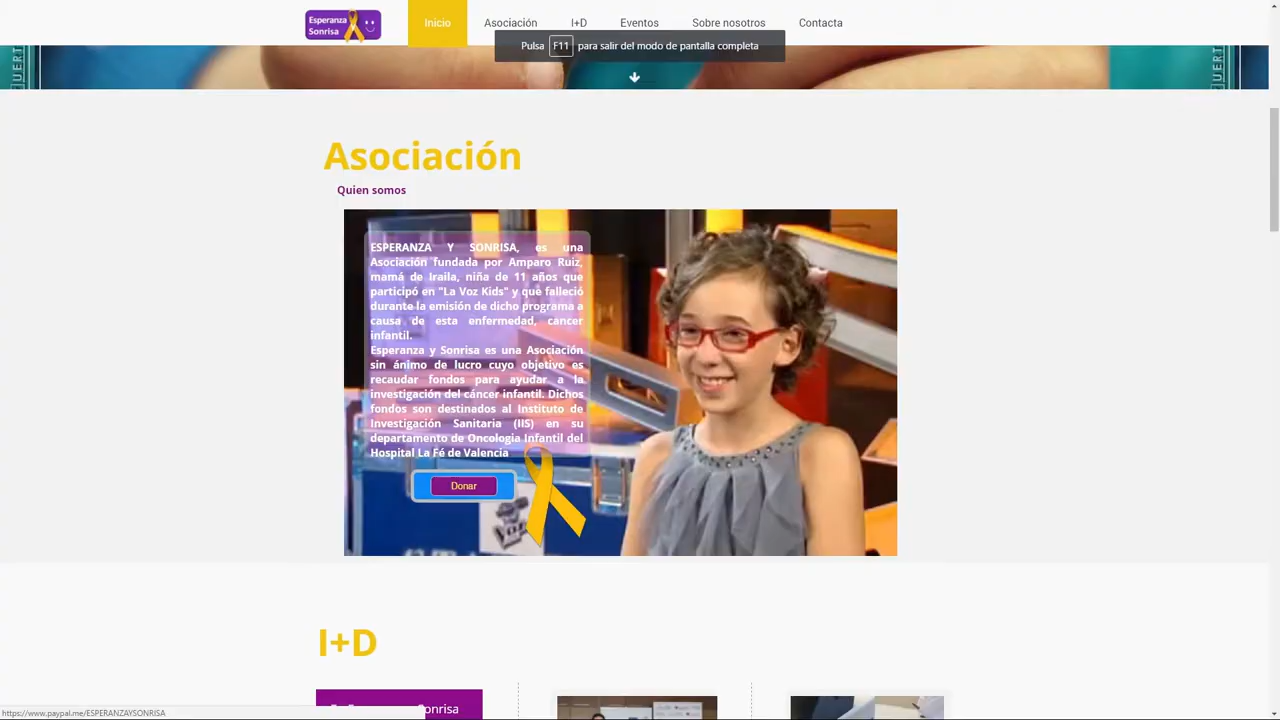 Esperanza
Sonrisa
Inicio
Asociación
I+D
Eventos
Sobre nosotros
Contacta
Pulsa F11 para salir del modo de pantalla completa
Asociación
Quien somos
ESPERANZA Y SONRISA, es una
Asociación fundada por Amparo Ruiz,
mamá de Iraila, niña de 11 años que
participó en "La Voz Kids" y que falleció
durante la emisión de dicho programa a
causa de esta enfermedad, cancer
infantil.
Esperanza y Sonrisa es una Asociación
sin ánimo de lucro cuyo objetivo es
recaudar fondos para ayudar a la
investigación del cáncer infantil. Dichos
fondos son destinados al Instituto de
Investigación Sanitaria (IIS) en su
departamento de Oncologia Infantil del
Hospital La Fé de Valencia
Donar
I+D
Sonrisa
https://www.paypal.me/ESPERANZAYSONRISA